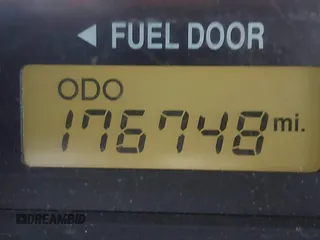 ◄ FUEL DOOR
ODO
176748 mi.
DREAMBID